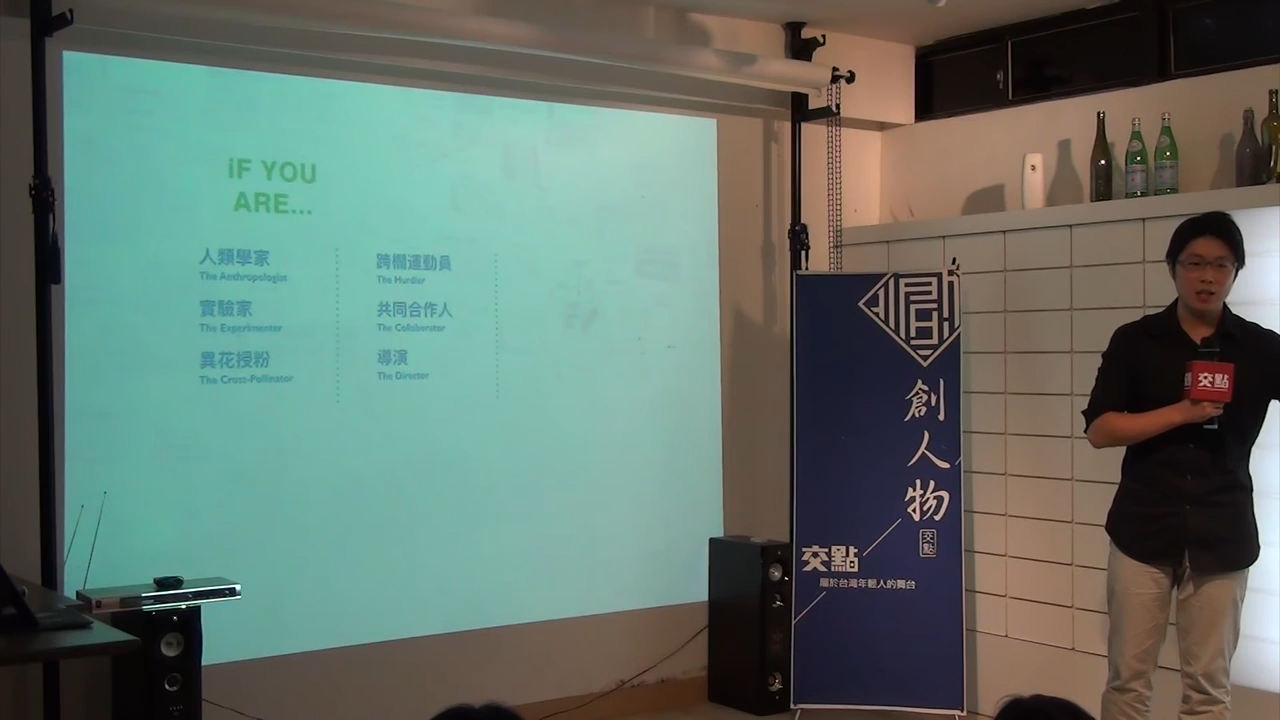 iF YOU
ARE...
人類學家
The Anthropologist
實驗家
The Experimenter
異花授粉
The Cross-Pollinator
跨欄運動員
The Hurdler
共同合作人
The Collaborator
導演
The Director
創人物
交點
交點
屬於台灣年輕人的舞台
交點